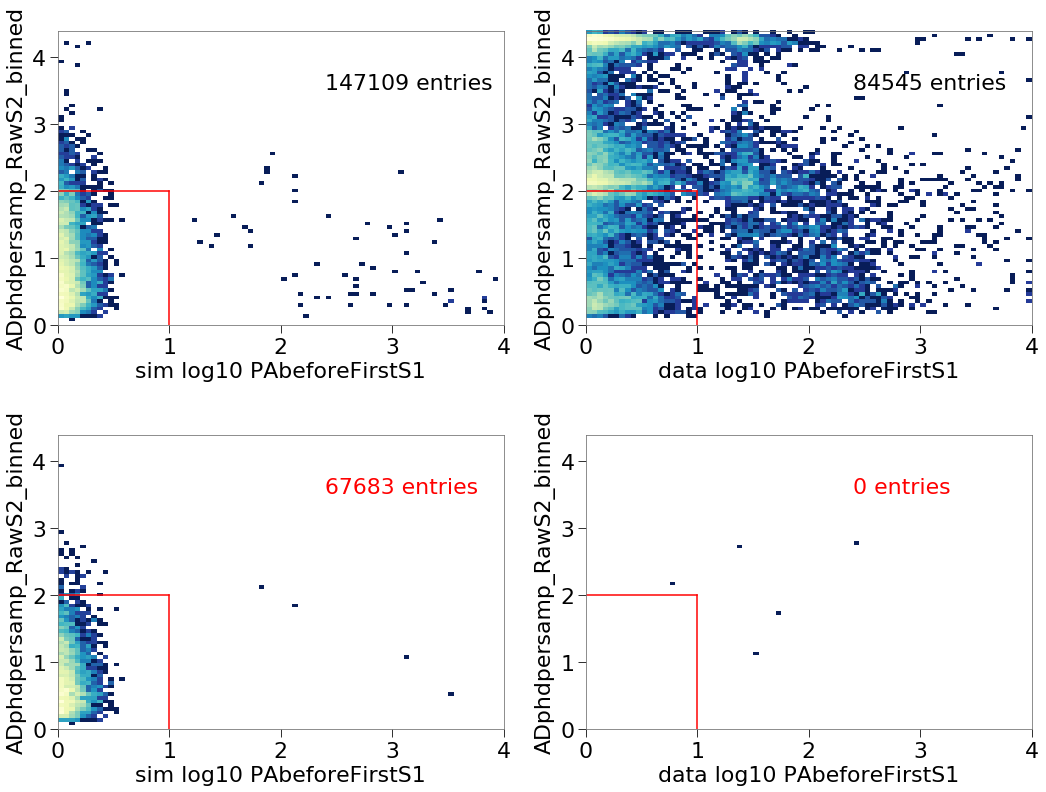 ADphdpersamp_RawS2_binned
4
3
2
1
0
147109 entries
0 1 2 3 4
sim log10 PAbeforeFirstS1
ADphdpersamp_RawS2_binned
4
3
2
1
0
84545 entries
0 1 2 3 4
data log10 PAbeforeFirstS1
ADphdpersamp_RawS2_binned
4
3
2
1
0
67683 entries
0 1 2 3 4
sim log10 PAbeforeFirstS1
ADphdpersamp_RawS2_binned
4
3
2
1
0
0 entries
0 1 2 3 4
data log10 PAbeforeFirstS1